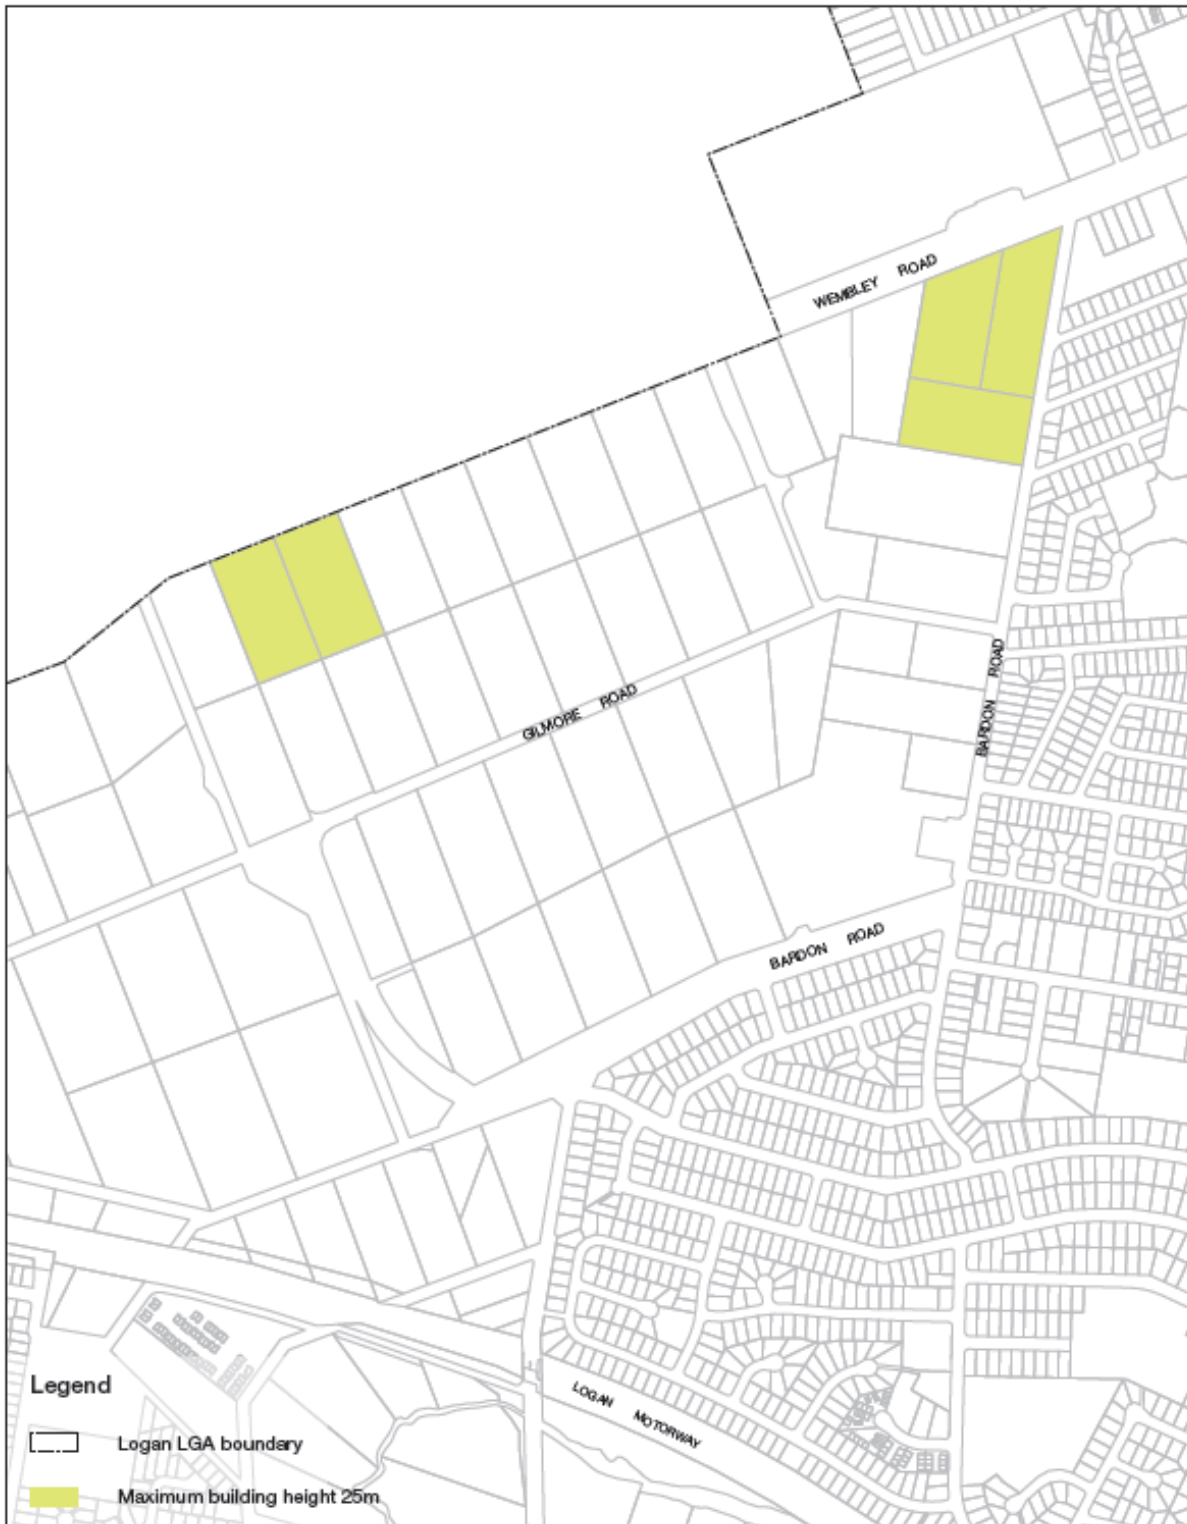 WEMBLEY ROAD
GILMORE ROAD
BARDON ROAD
BARDON ROAD
LOGAN MOTORWAY
Legend
Logan LGA boundary
Maximum building height 25m